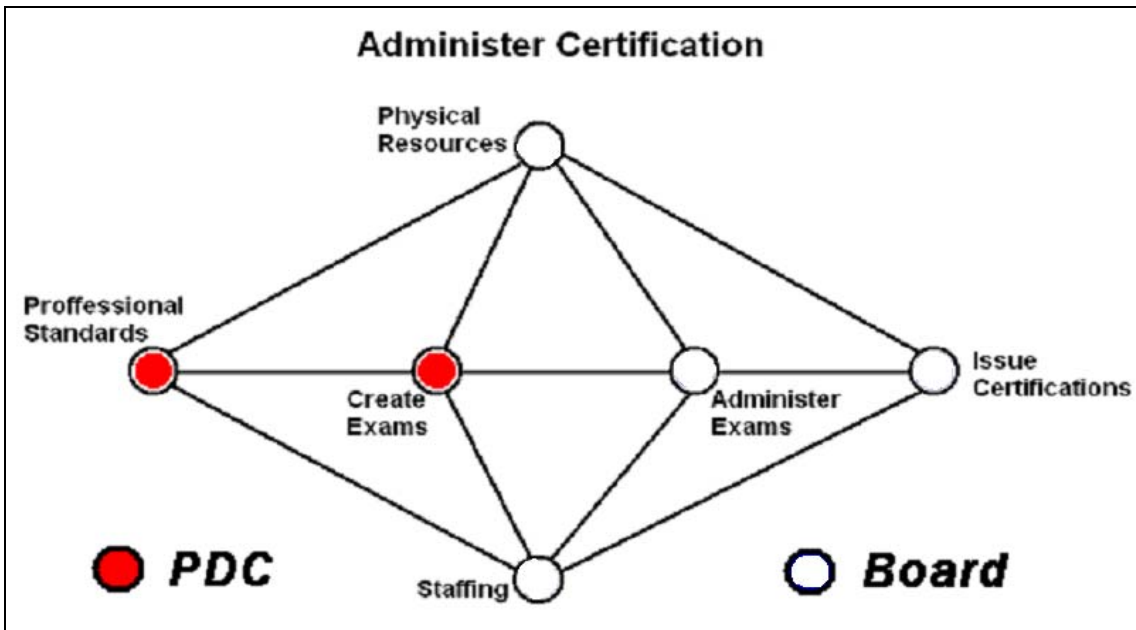 Administer Certification
Physical
Resources
Proffessional
Standards
Create
Exams
Administer
Exams
Issue
Certifications
Staffing
PDC
Board